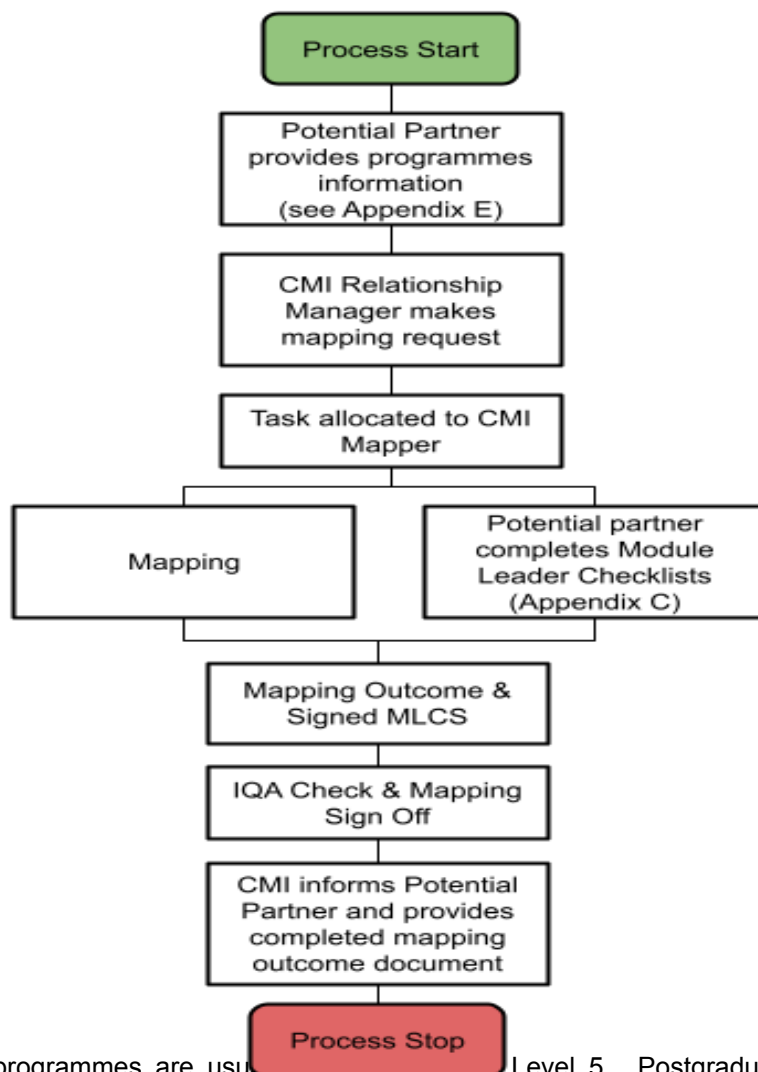 Process Start
Potential Partner
provides programmes
information
(see Appendix E)
CMI Relationship
Manager makes
mapping request
Task allocated to CMI
Mapper
Mapping
Potential partner
completes Module
Leader Checklists
(Appendix C)
Mapping Outcome &
Signed MLCS
IQA Check & Mapping
Sign Off
CMI informs Potential
Partner and provides
completed mapping
outcome document
Process Stop
programmes are Level 5